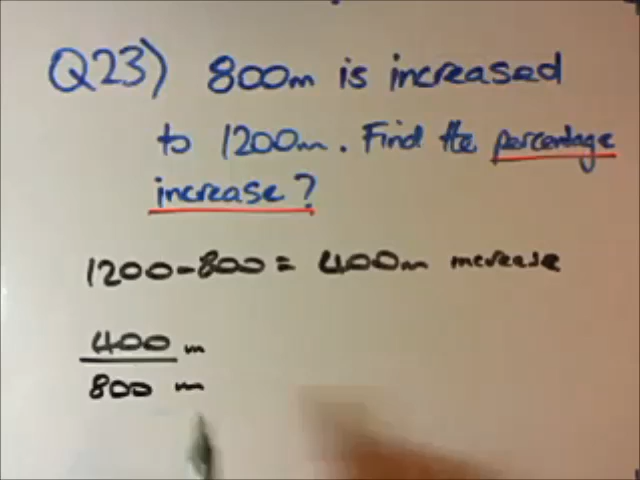 Q23) 800m is increased
to 1200m. Find the percentage
increase?
1200-800= 400m increase
400 m
800 m